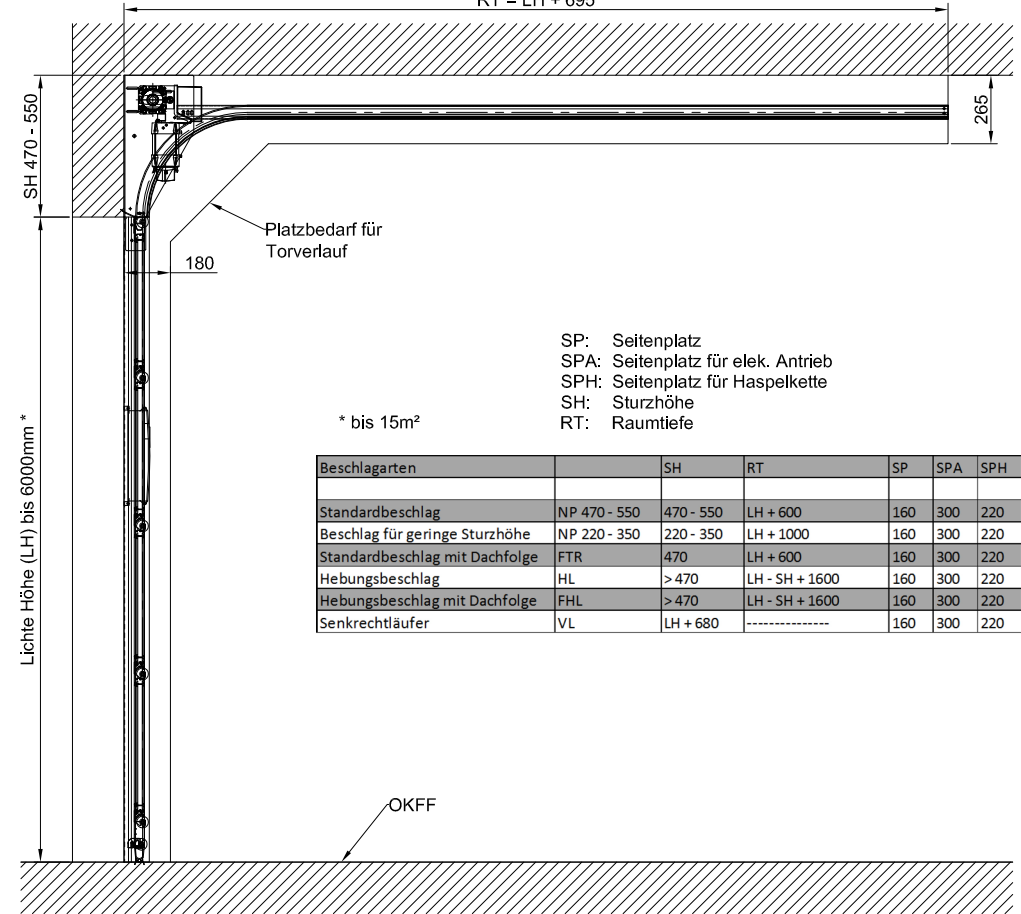 RT = LH + 695
SH 470 - 550
265
Platzbedarf für
Torverlauf
180
SP: Seitenplatz
SPA: Seitenplatz für elek. Antrieb
SPH: Seitenplatz für Haspelkette
SH: Sturzhöhe
RT: Raumtiefe
* bis 15m²
Lichte Höhe (LH) bis 6000mm *
Beschlagarten SH RT SP SPA SPH
Standardbeschlag NP 470 - 550 470 - 550 LH + 600 160 300 220
Beschlag für geringe Sturzhöhe NP 220 - 350 220 - 350 LH + 1000 160 300 220
Standardbeschlag mit Dachfolge FTR 470 LH + 600 160 300 220
Hebungsbeschlag HL > 470 LH - SH + 1600 160 300 220
Hebungsbeschlag mit Dachfolge FHL > 470 LH - SH + 1600 160 300 220
Senkrechtläufer VL LH + 680 --------------- 160 300 220
OKFF